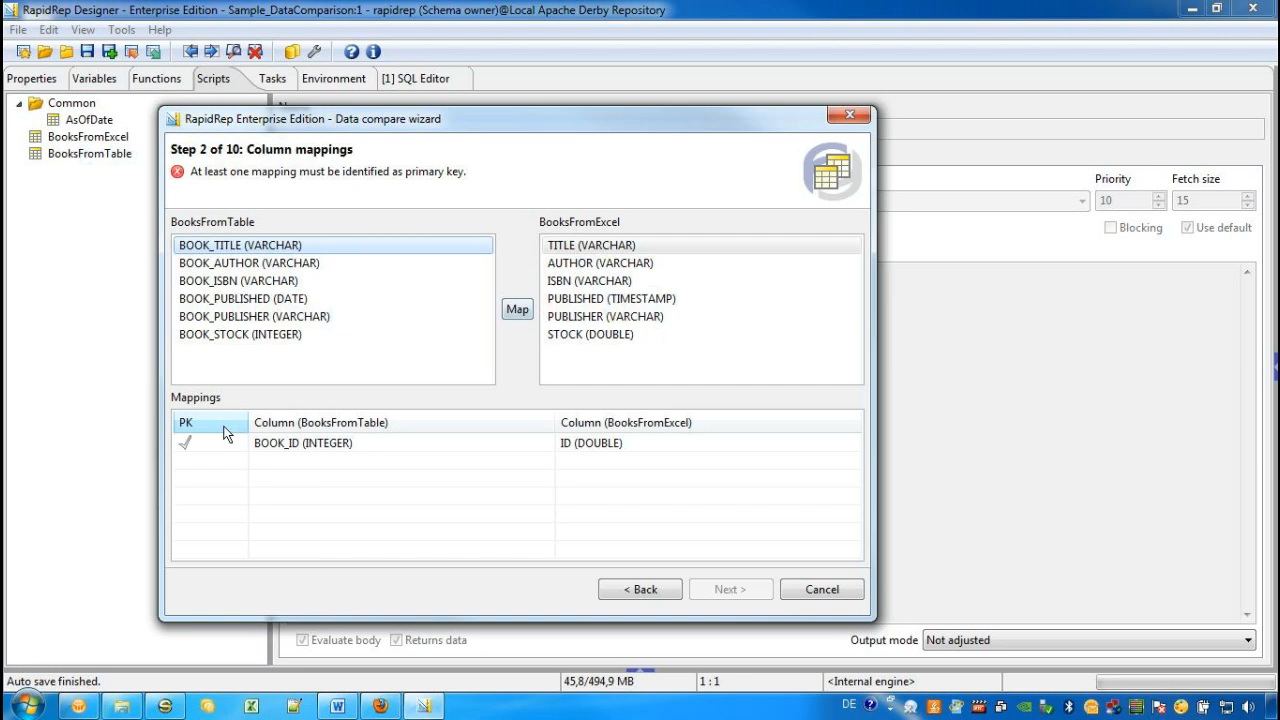 RapidRep Designer - Enterprise Edition - Sample_DataComparison:1 - rapidrep (Schema owner)@Local Apache Derby Repository
File Edit View Tools Help
Properties Variables Functions Scripts Tasks Environment [1] SQL Editor
Common
AsOfDate
BooksFromExcel
BooksFromTable
RapidRep Enterprise Edition - Data compare wizard
Step 2 of 10: Column mappings
At least one mapping must be identified as primary key.
Priority Fetch size
10 15
Blocking Use default
BooksFromTable BooksFromExcel
BOOK_TITLE (VARCHAR) TITLE (VARCHAR)
BOOK_AUTHOR (VARCHAR) AUTHOR (VARCHAR)
BOOK_ISBN (VARCHAR) ISBN (VARCHAR)
BOOK_PUBLISHED (DATE) PUBLISHED (TIMESTAMP)
Map
BOOK_PUBLISHER (VARCHAR) PUBLISHER (VARCHAR)
BOOK_STOCK (INTEGER) STOCK (DOUBLE)
Mappings
PK Column (BooksFromTable) Column (BooksFromExcel)
BOOK_ID (INTEGER) ID (DOUBLE)
< Back Next > Cancel
Evaluate body Returns data Output mode Not adjusted
Auto save finished. 45,8/494,9 MB 1 : 1 <Internal engine>
DE